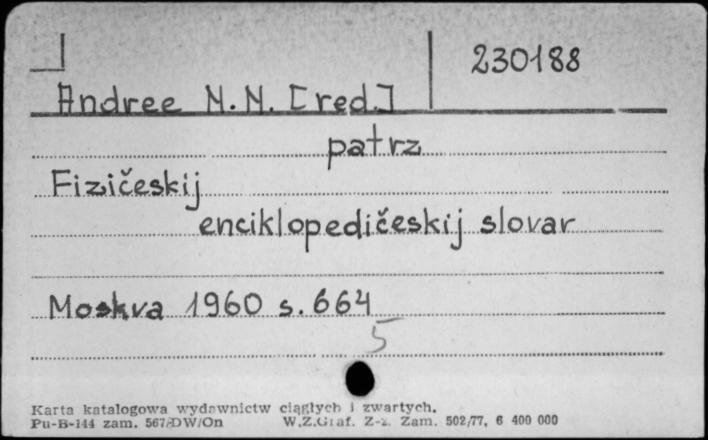 230188
Andree N.N. [red.]
patrz
Fizičeskij
enciklopedičeskij slovar
Moskva 1960 s. 664
5
Karta katalogowa wydawnictw ciągłych i zwartych.
Pu-B-144 zam. 567/DW/On W.Z.Graf. Z-2. Zam. 502/77, 6 400 000